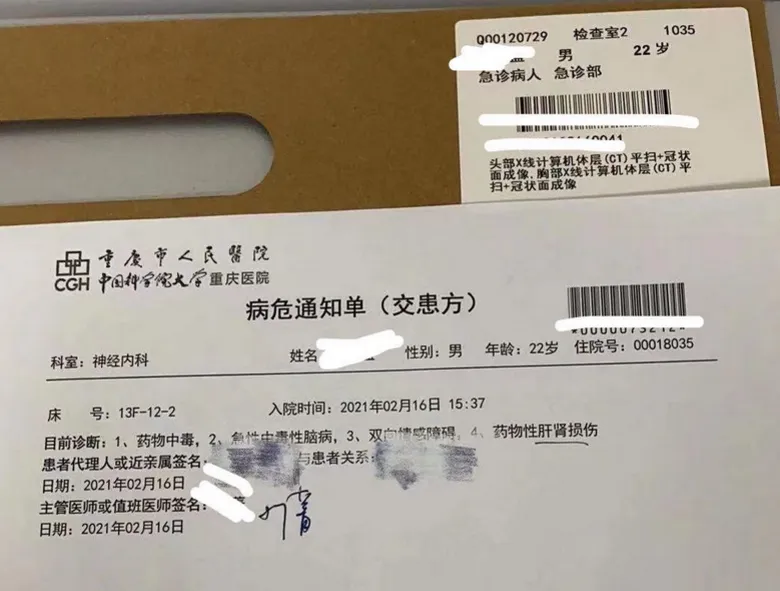 Q00120729 检查室2 1035
男 22 岁
急诊病人 急诊部
头部X线计算机体层(CT)平扫+冠状
面成像,胸部X线计算机体层(CT)平
扫+冠状面成像
重庆市人民醫院
中国科学院大学重庆医院
CGH
病危通知单（交患方）
科室：神经内科 姓名 性别：男 年龄：22岁 住院号：00018035
床 号：13F-12-2 入院时间：2021年02月16日 15:37
目前诊断：1、药物中毒，2、急性中毒性脑病，3、双向情感障碍，4、药物性肝肾损伤
患者代理人或近亲属签名： 与患者关系：
日期：2021年02月16日
主管医师或值班医师签名：
日期：2021年02月16日